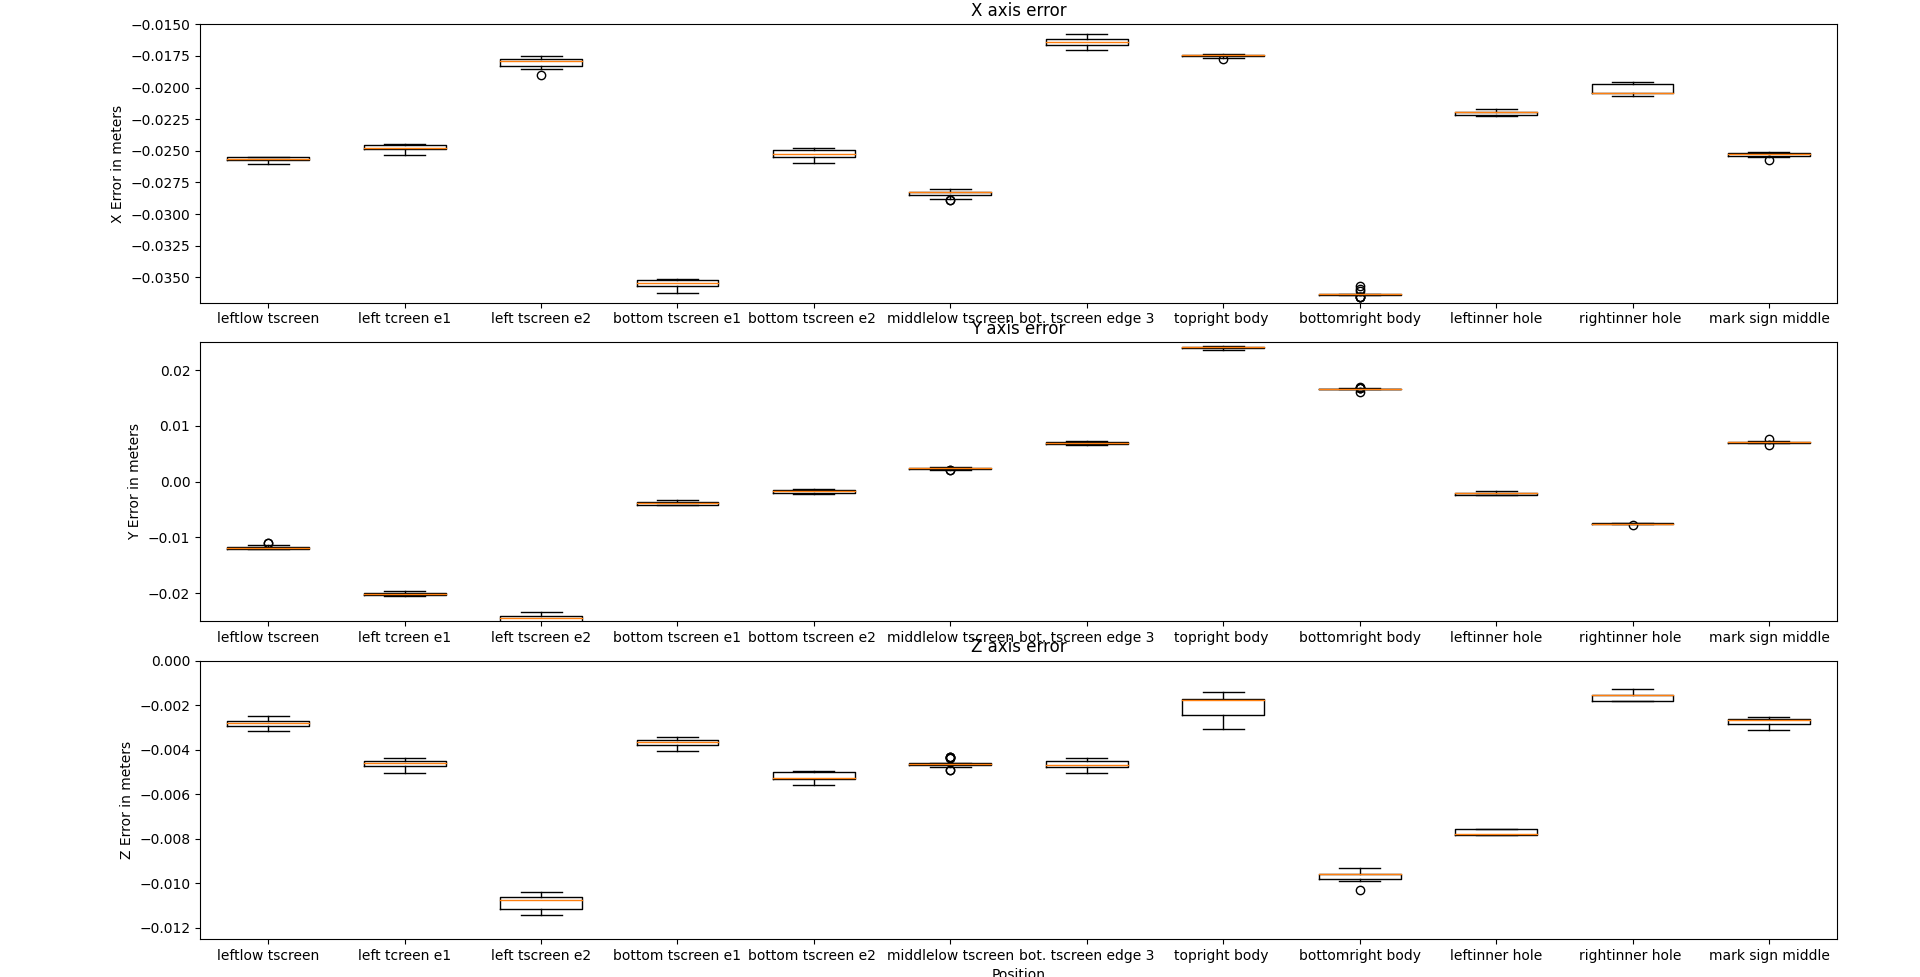 X axis error
−0.0150
−0.0175
−0.0200
−0.0225
−0.0250
−0.0275
−0.0300
−0.0325
−0.0350
X Error in meters
leftlow tscreen left tcreen e1 left tscreen e2 bottom tscreen e1 bottom tscreen e2 middlelow tscreen bot. tscreen edge 3 topright body bottomright body leftinner hole rightinner hole mark sign middle
Y axis error
0.02
0.01
0.00
−0.01
−0.02
Y Error in meters
leftlow tscreen left tcreen e1 left tscreen e2 bottom tscreen e1 bottom tscreen e2 middlelow tscreen bot. tscreen edge 3 topright body bottomright body leftinner hole rightinner hole mark sign middle
Z axis error
0.000
−0.002
−0.004
−0.006
−0.008
−0.010
−0.012
Z Error in meters
leftlow tscreen left tcreen e1 left tscreen e2 bottom tscreen e1 bottom tscreen e2 middlelow tscreen bot. tscreen edge 3 topright body bottomright body leftinner hole rightinner hole mark sign middle
Position